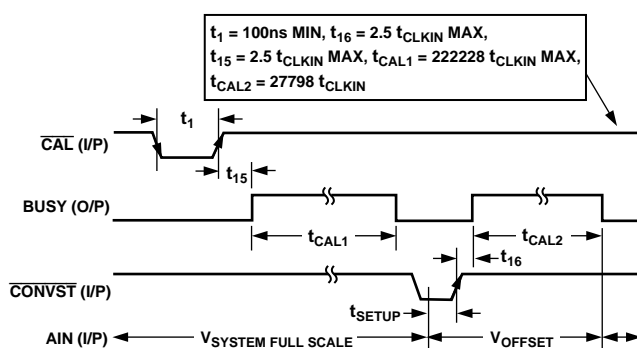 t1 = 100ns MIN, t16 = 2.5 tCLKIN MAX,
t15 = 2.5 tCLKIN MAX, tCAL1 = 222228 tCLKIN MAX,
tCAL2 = 27798 tCLKIN
t1
CAL (I/P)
t15
BUSY (O/P)
tCAL1
tCAL2
t16
CONVST (I/P)
tSETUP
AIN (I/P)
VSYSTEM FULL SCALE
VOFFSET